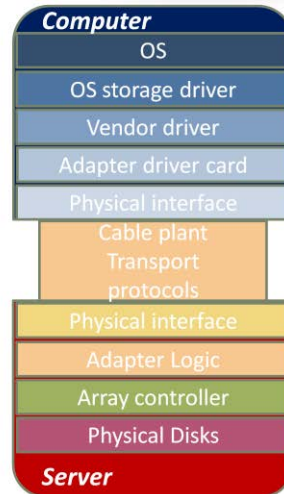 Computer
OS
OS storage driver
Vendor driver
Adapter driver card
Physical interface
Cable plant
Transport
protocols
Physical interface
Adapter Logic
Array controller
Physical Disks
Server